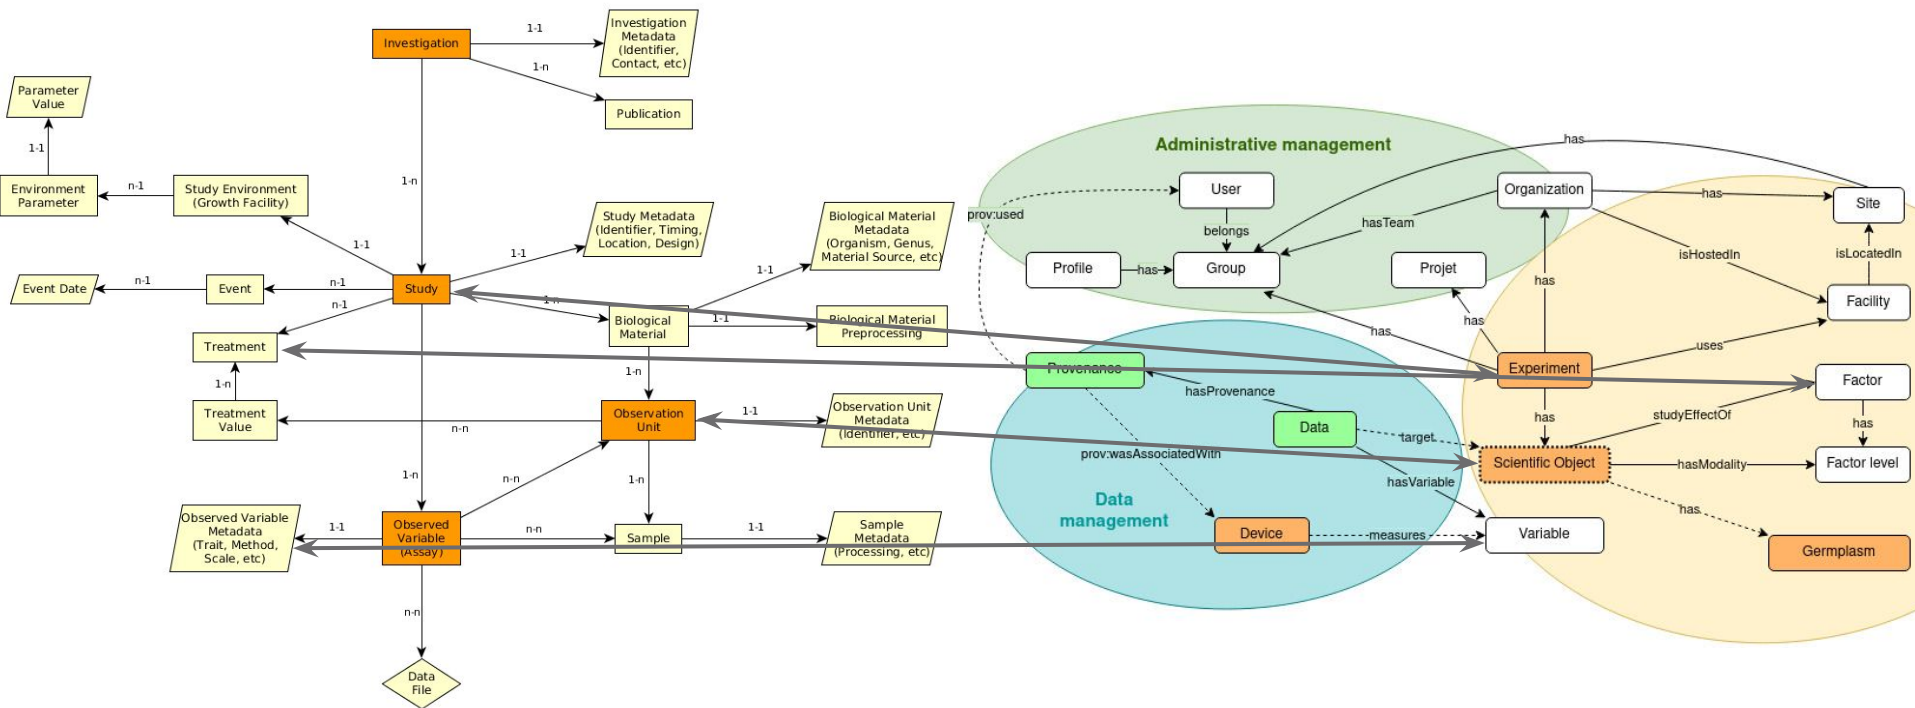 Investigation
1-1
Investigation
Metadata
(Identifier,
Contact, etc)
1-n
Publication
Parameter
Value
1-1
Environment
Parameter
n-1
Study Environment
(Growth Facility)
1-n
1-1
Study Metadata
(Identifier, Timing,
Location, Design)
1-1
Biological Material
Metadata
(Organism, Genus,
Material Source, etc)
1-1
Event Date
n-1
Event
n-1
Study
1-n
n-1
Biological
Material
1-1
Biological Material
Preprocessing
Treatment
1-n
1-n
Treatment
Value
n-n
Observation
Unit
1-1
Observation Unit
Metadata
(Identifier, etc)
1-n
n-n
1-n
Observed Variable
Metadata
(Trait, Method,
Scale, etc)
1-1
Observed
Variable
(Assay)
n-n
Sample
1-1
Sample
Metadata
(Processing, etc)
n-n
Data
File
Administrative management
has
prov:used
User
Organization
has
Site
belongs
hasTeam
isHostedIn
isLocatedIn
Profile
has
Group
Projet
has
Facility
has
has
uses
Provenance
Experiment
Factor
hasProvenance
has
studyEffectOf
has
Data
target
prov:wasAssociatedWith
Scientific Object
hasModality
Factor level
hasVariable
Data
management
has
Device
measures
Variable
Germplasm